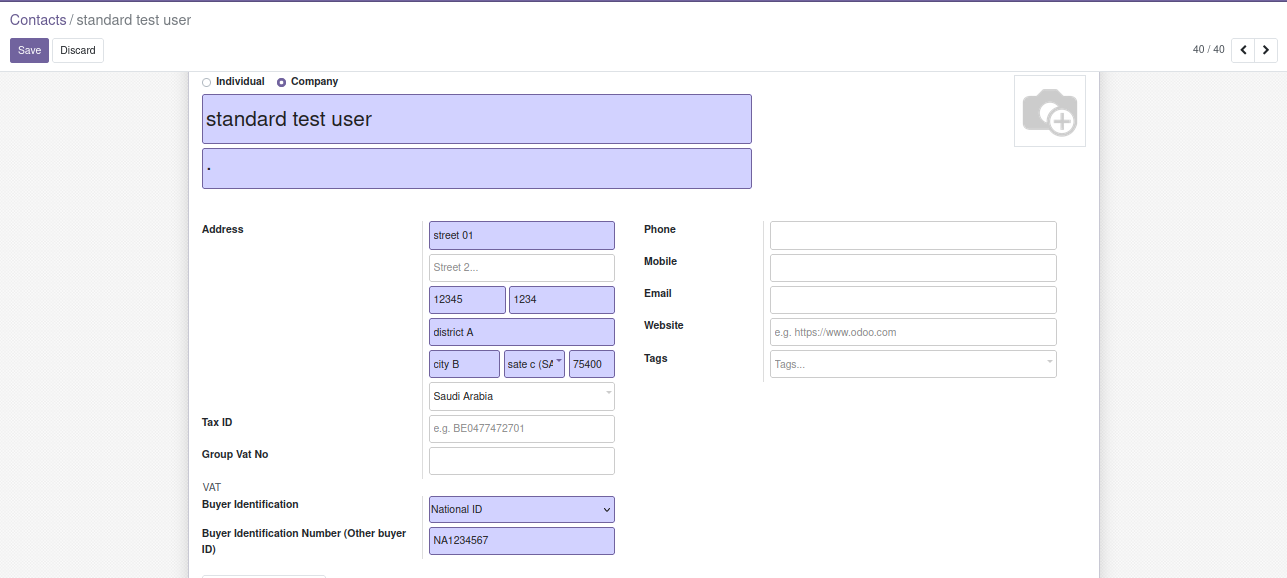 Contacts / standard test user
Save Discard 40 / 40
Individual Company
standard test user
.
Address street 01 Phone
Street 2... Mobile
12345 1234 Email
district A Website e.g. https://www.odoo.com
city B sate c (SA 75400 Tags Tags...
Saudi Arabia
Tax ID e.g. BE0477472701
Group Vat No
VAT
Buyer Identification National ID
Buyer Identification Number (Other buyer NA1234567
ID)